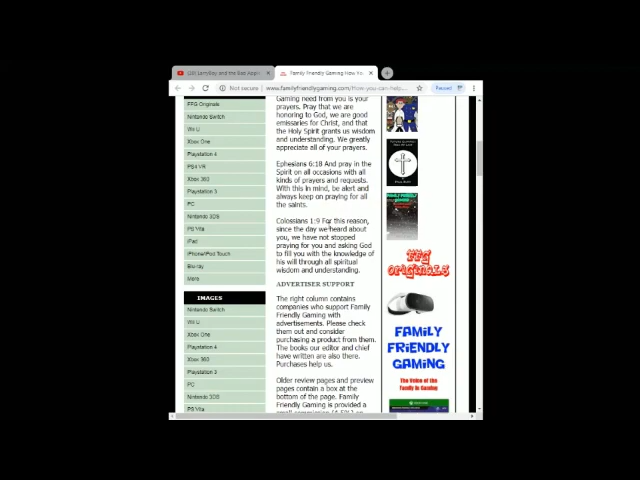 Family Friendly Gaming How Yo
Not secure
www.familyfriendlygaming.com/then-you-can-help...
Paused
FFG Originals
Nintendo Switch
Wii U
Xbox One
Playstation 4
PS4 VR
Xbox 360
Playstation 3
PC
Nintendo 3DS
PS Vita
iPad
iPhone/iPod Touch
Blu-ray
More
IMAGES
Nintendo Switch
Wii U
Xbox One
Playstation 4
Xbox 360
Playstation 3
PC
Nintendo 3DS
PS Vita
Gaming need from you is your
prayers. Pray that we are
honoring to God, we are good
emissaries for Christ, and that
the Holy Spirit grants us wisdom
and understanding. We greatly
appreciate all of your prayers.
Ephesians 6:18 And pray in the
Spirit on all occasions with all
kinds of prayers and requests.
With this in mind, be alert and
always keep on praying for all
the saints.
Colossians 1:9 For this reason,
since the day we heard about
you, we have not stopped
praying for you and asking God
to fill you with the knowledge of
his will through all spiritual
wisdom and understanding.
ADVERTISER SUPPORT
The right column contains
companies who support Family
Friendly Gaming with
advertisements. Please check
them out and consider
purchasing a product from them.
The books our editor and chief
have written are also there.
Purchases help us.
Older review pages and preview
pages contain a box at the
bottom of the page. Family
Friendly Gaming is provided a
FFG
ORIGINALS
FAMILY
FRIENDLY
GAMING
The Voice of the
Family in Gaming